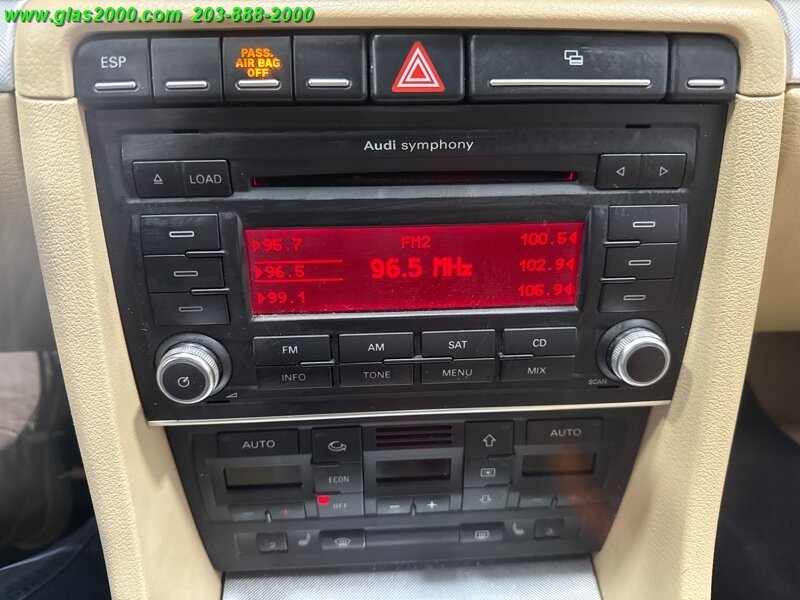 www.glas2000.com 203-888-2000
ESP
PASS.
AIR BAG
OFF
Audi symphony
LOAD
95.7 FM2 100.5
96.5 96.5 MHz 102.9
99.1 105.9
FM AM SAT CD
INFO TONE MENU MIX
SCAN
AUTO AUTO
ECON
OFF